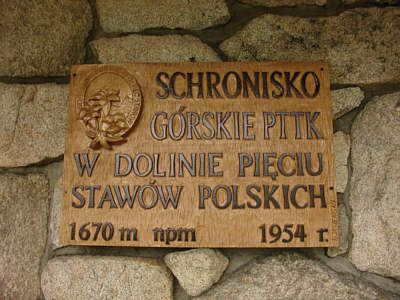 SCHRONISKO
GÓRSKIE PTTK
W DOLINIE PIĘCIU
STAWÓW POLSKICH
1670 m npm 1954 r.